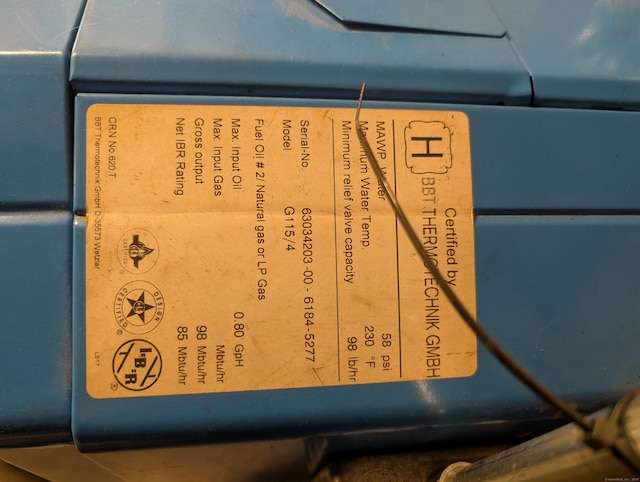 Certified by
H BBT THERMOTECHNIK GMBH
MAWP, Water 58 psi
Maximum Water Temp. 230 °F
Minimum relief valve capacity 98 lb/hr
Serial-No. 63034203-00-6184-5277
Model G115/4
Fuel Oil # 2/ Natural gas or LP Gas
Max. Input Oil 0.80 GpH
Max. Input Gas Mbtu/hr
Gross output 98 Mbtu/hr
Net IBR Rating 85 Mbtu/hr
CRN No 620.T
BBT Thermotechnik GmbH D-35573 Wetzlar
DESIGN
CERTIFIED
I=B=R
®